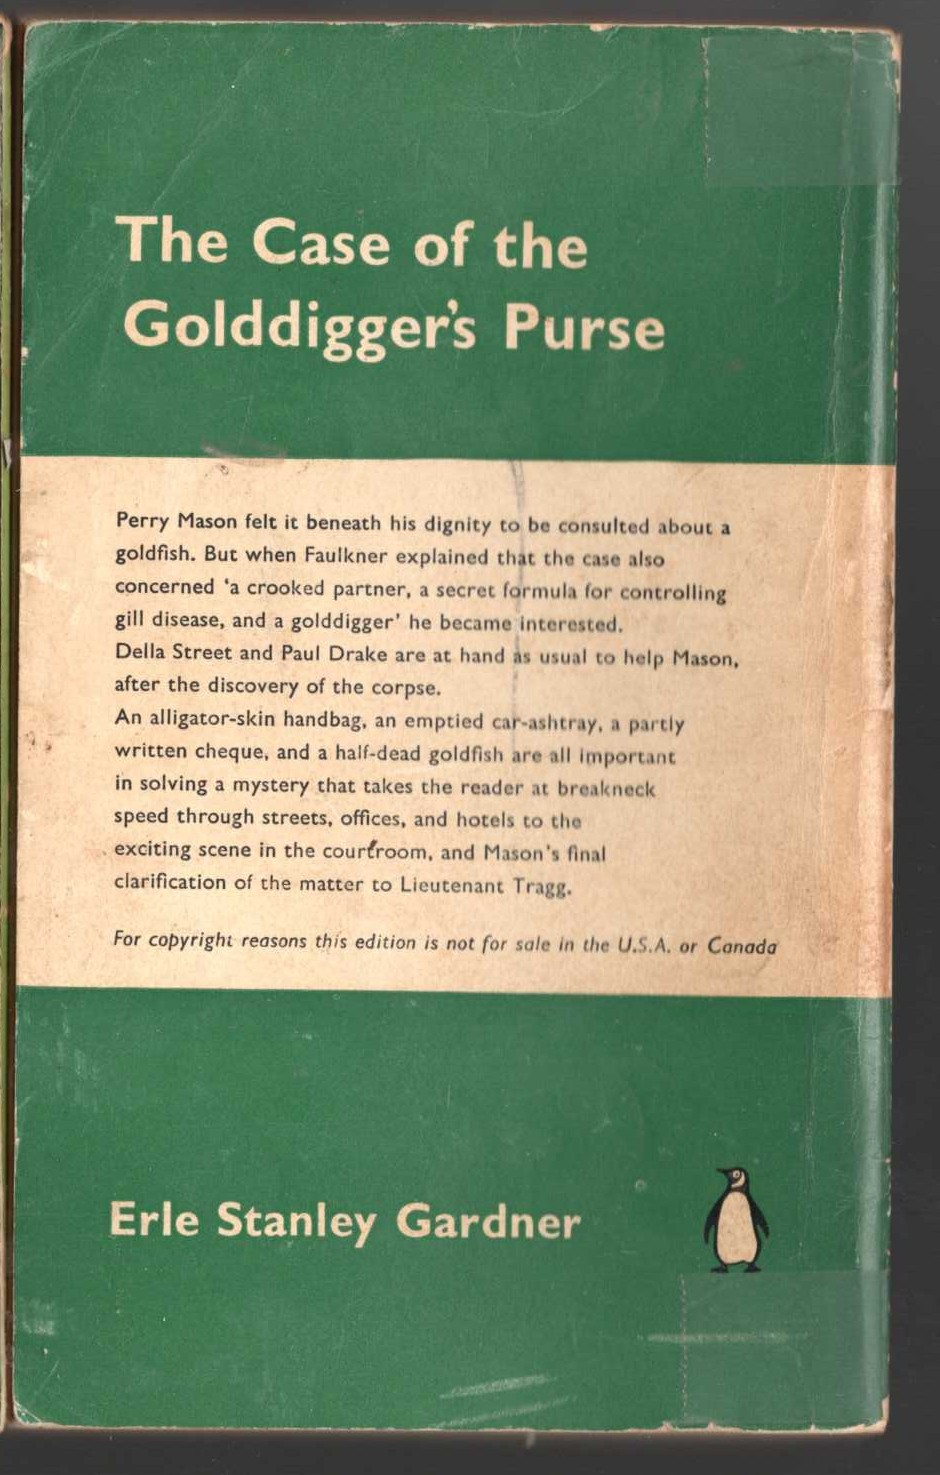 The Case of the
Golddigger's Purse
Perry Mason felt it beneath his dignity to be consulted about a
goldfish. But when Faulkner explained that the case also
concerned 'a crooked partner, a secret formula for controlling
gill disease, and a golddigger' he became interested.
Della Street and Paul Drake are at hand as usual to help Mason,
after the discovery of the corpse.
An alligator-skin handbag, an emptied car-ashtray, a partly
written cheque, and a half-dead goldfish are all important
in solving a mystery that takes the reader at breakneck
speed through streets, offices, and hotels to the
exciting scene in the courtroom, and Mason's final
clarification of the matter to Lieutenant Tragg.
For copyright reasons this edition is not for sale in the U.S.A. or Canada
Erle Stanley Gardner